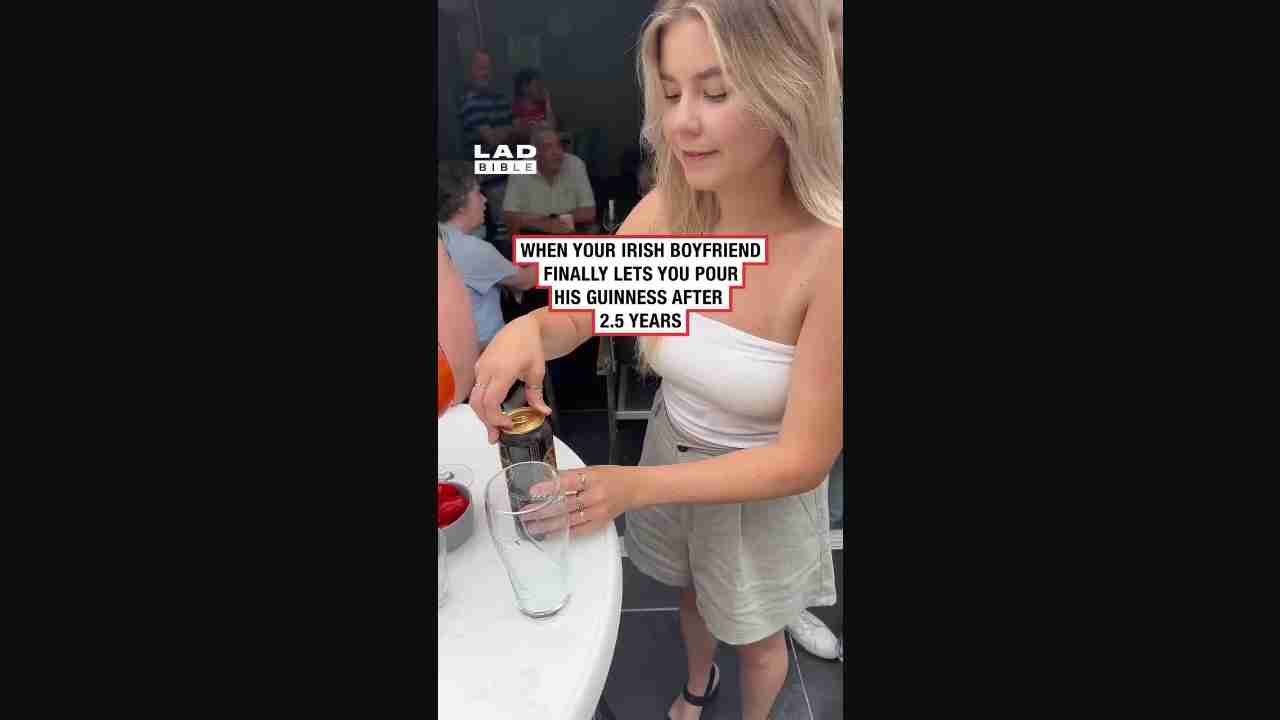 LAD
BIBLE
WHEN YOUR IRISH BOYFRIEND
FINALLY LETS YOU POUR
HIS GUINNESS AFTER
2.5 YEARS